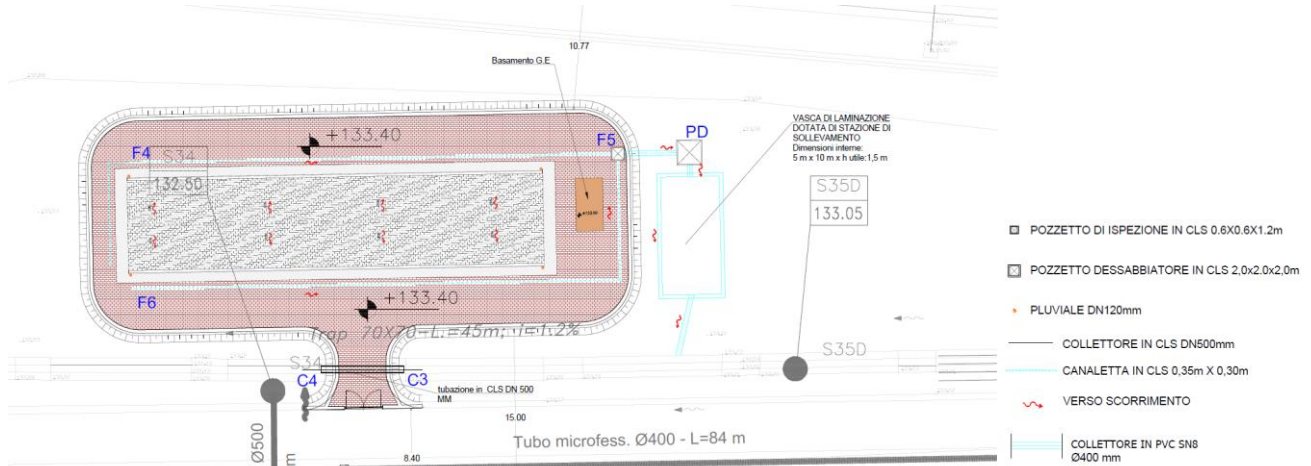 10.77
Basamento G.E
+133.40
F4
F5
PD
S34
132.50
VASCA DI LAMINAZIONE
DOTATA DI STAZIONE DI
SOLLEVAMENTO
Dimensioni interne:
5 m x 10 m x h utile:1,5 m
S35D
133.05
F6
+133.40
Trap 70X70-L.=45m; i=1.2%
S34
S35D
C4
C3
tubazione in CLS DN 500
MM
15.00
Ø500
m
8.40
Tubo microfess. Ø400 - L=84 m
POZZETTO DI ISPEZIONE IN CLS 0.6X0.6X1.2m
POZZETTO DESSABBIATORE IN CLS 2,0x2.0x2,0m
PLUVIALE DN120mm
COLLETTORE IN CLS DN500mm
CANALETTA IN CLS 0,35m X 0,30m
VERSO SCORRIMENTO
COLLETTORE IN PVC SN8
Ø400 mm